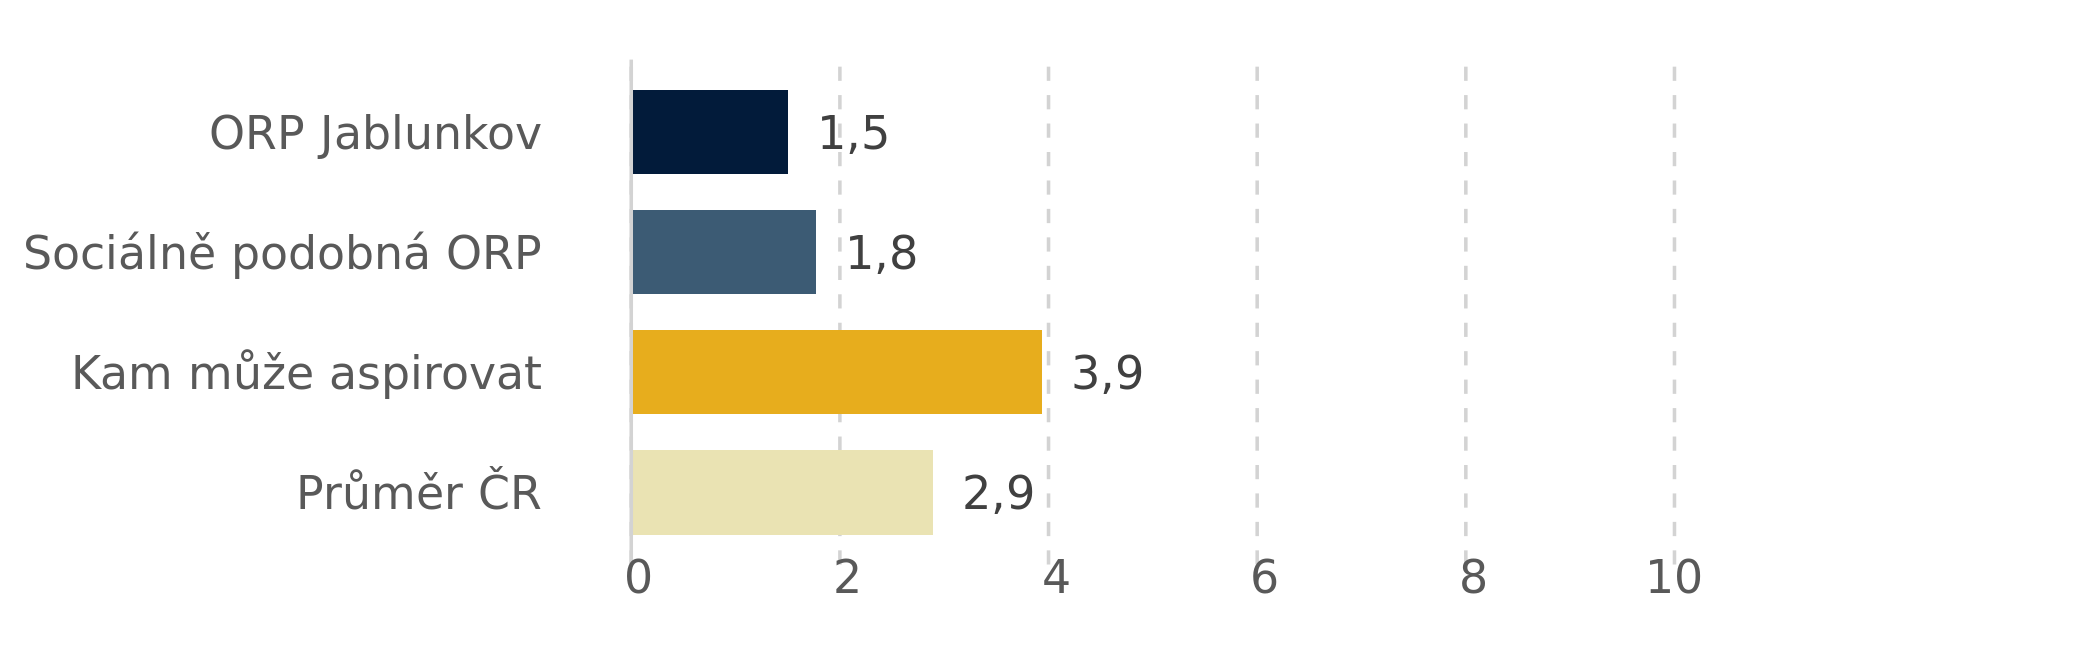 ORP Jablunkov 1,5
Sociálně podobná ORP 1,8
Kam může aspirovat 3,9
Průměr ČR 2,9
0 2 4 6 8 10